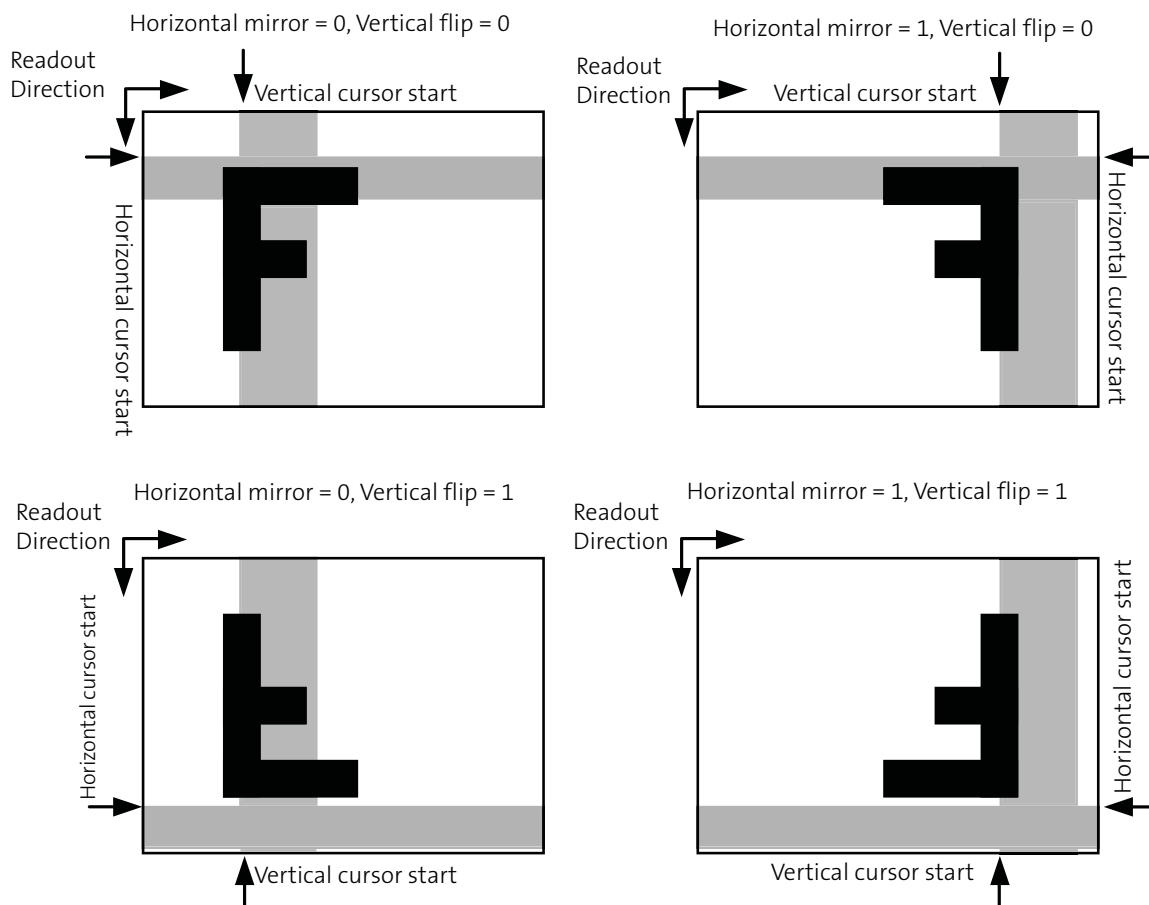 Horizontal mirror = 0, Vertical flip = 0
Readout
Direction
Vertical cursor start
Horizontal cursor start
Horizontal mirror = 1, Vertical flip = 0
Readout
Direction
Vertical cursor start
Horizontal cursor start
Horizontal mirror = 0, Vertical flip = 1
Readout
Direction
Horizontal cursor start
Vertical cursor start
Horizontal mirror = 1, Vertical flip = 1
Readout
Direction
Horizontal cursor start
Vertical cursor start